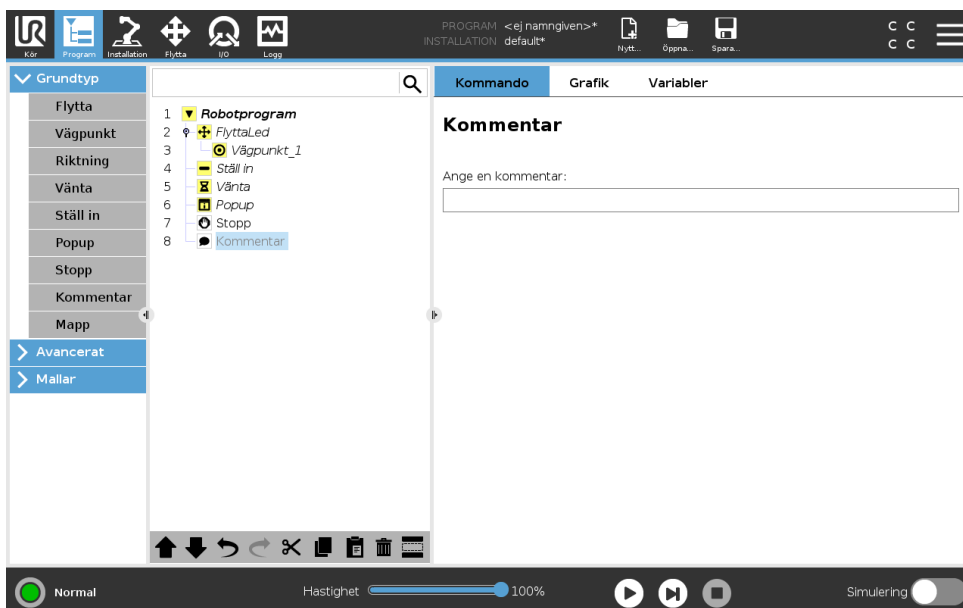 UR
Kör
Program
Installation
Flytta
I/O
Logg
PROGRAM <ej namngiven>*
INSTALLATION default*
Nytt...
Öppna...
Spara...
C C
C C
Grundtyp
Flytta
Vägpunkt
Riktning
Vänta
Ställ in
Popup
Stopp
Kommentar
Mapp
Avancerat
Mallar
1 Robotprogram
2 FlyttaLed
3 Vägpunkt_1
4 Ställ in
5 Vänta
6 Popup
7 Stopp
8 Kommentar
Kommando
Grafik
Variabler
Kommentar
Ange en kommentar:
Normal
Hastighet
100%
Simulering